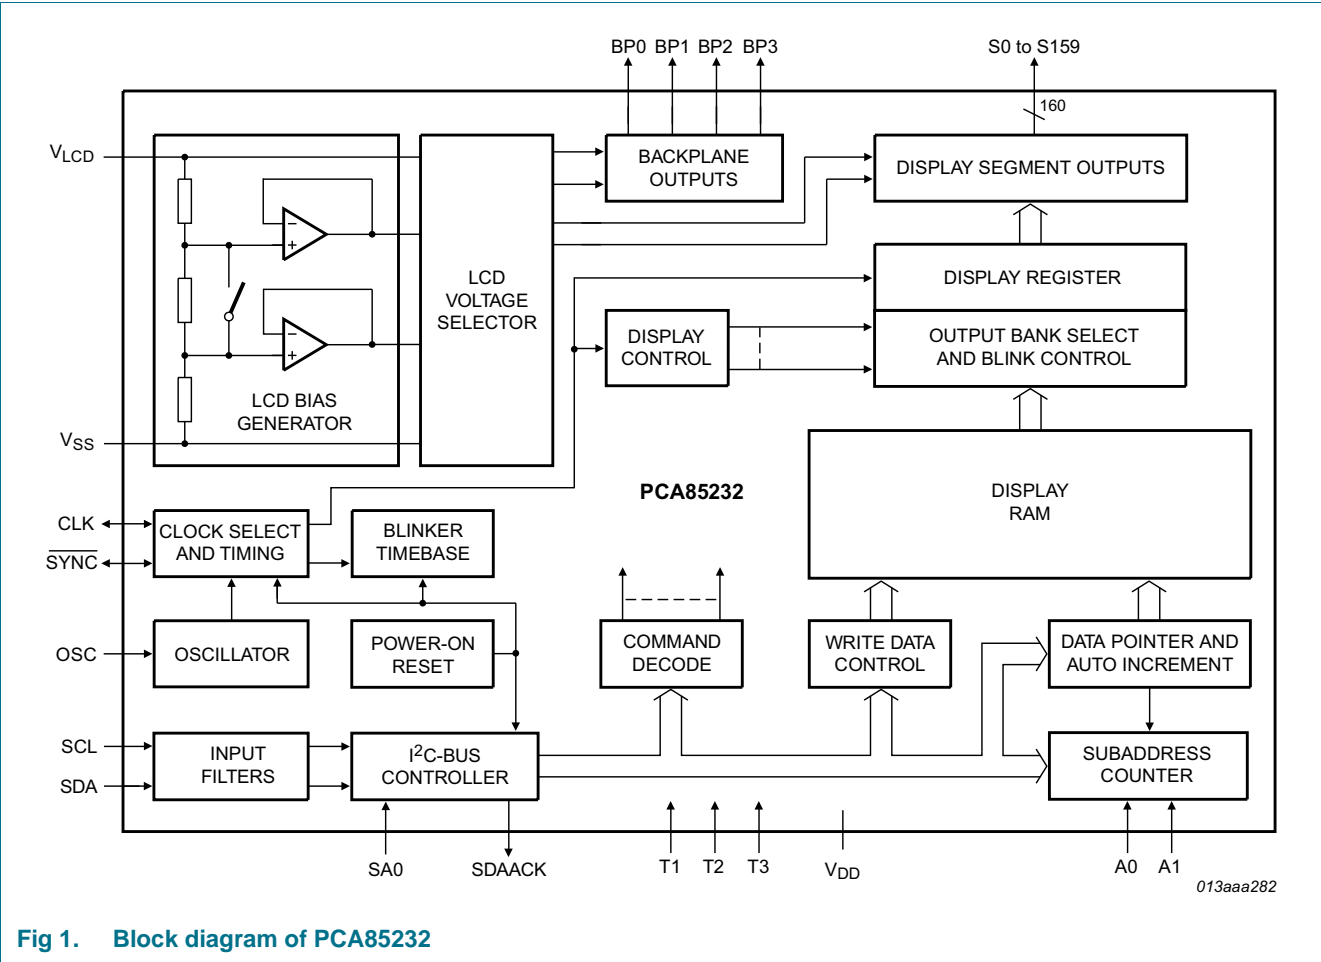 BP0 BP1 BP2 BP3
S0 to S159
160
VLCD
BACKPLANE
OUTPUTS
DISPLAY SEGMENT OUTPUTS
−
+
−
+
LCD BIAS
GENERATOR
LCD
VOLTAGE
SELECTOR
DISPLAY REGISTER
DISPLAY
CONTROL
OUTPUT BANK SELECT
AND BLINK CONTROL
VSS
PCA85232
DISPLAY
RAM
CLK
SYNC
CLOCK SELECT
AND TIMING
BLINKER
TIMEBASE
OSC
OSCILLATOR
POWER-ON
RESET
COMMAND
DECODE
WRITE DATA
CONTROL
DATA POINTER AND
AUTO INCREMENT
SCL
SDA
INPUT
FILTERS
I2C-BUS
CONTROLLER
SUBADDRESS
COUNTER
SA0
SDAACK
T1 T2 T3
VDD
A0 A1
013aaa282
Fig 1. Block diagram of PCA85232